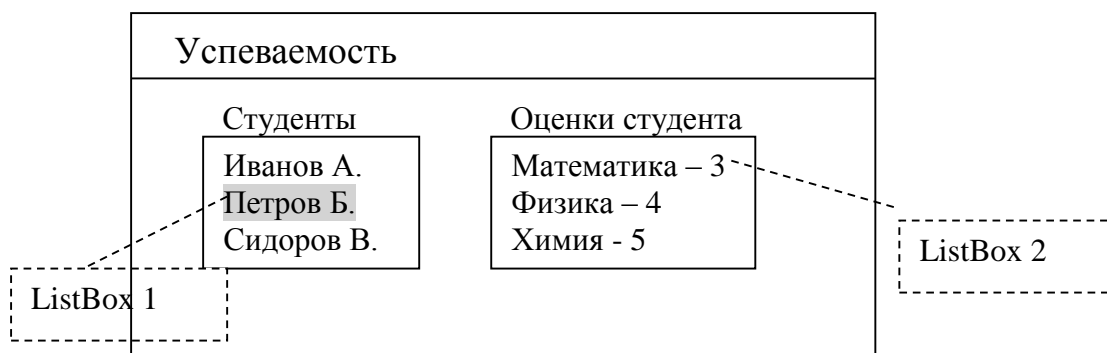 Успеваемость
Студенты
Оценки студента
Иванов А.
Петров Б.
Сидоров В.
Математика – 3
Физика – 4
Химия - 5
ListBox 1
ListBox 2